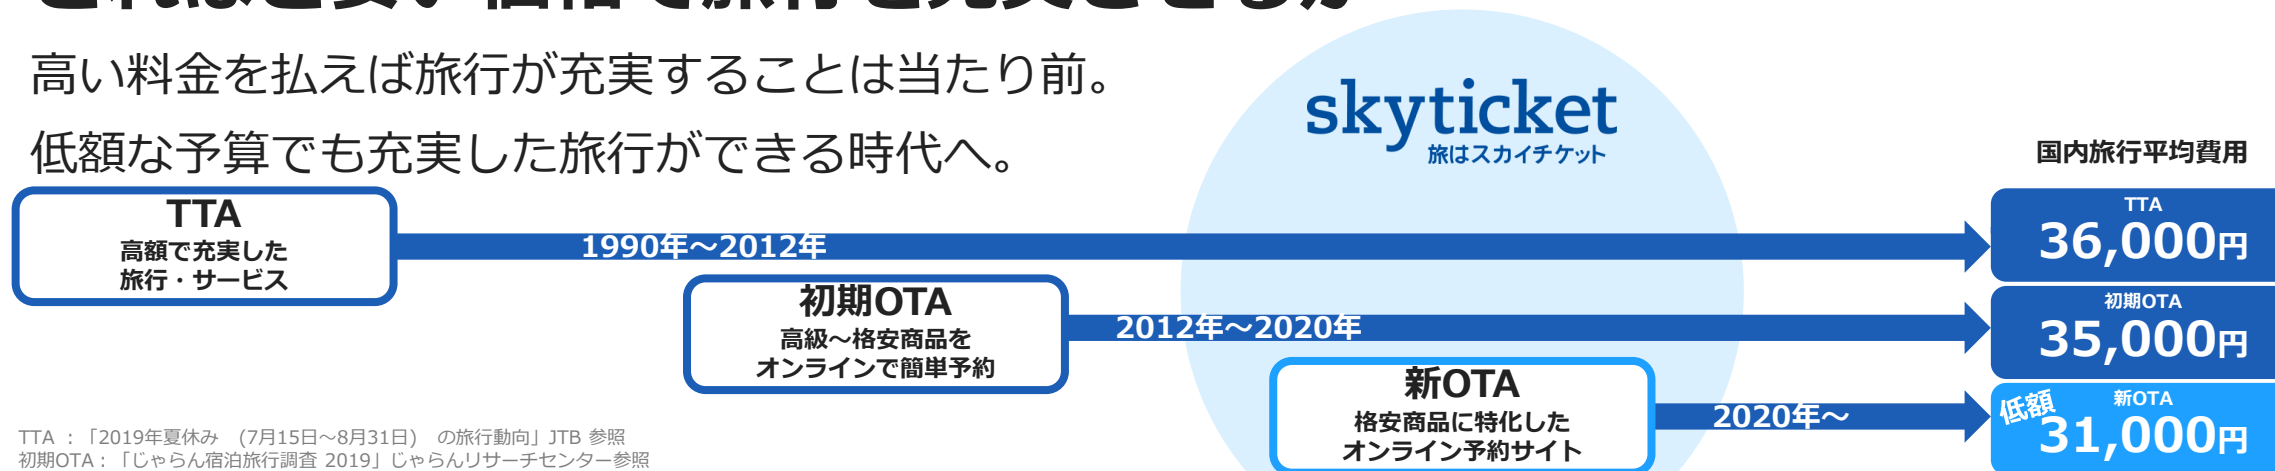 高い料金を払えば旅行が充実することは当たり前。
低額な予算でも充実した旅行ができる時代へ。
skyticket
旅はスカイチケット
国内旅行平均費用
TTA
高額で充実した
旅行・サービス
1990年～2012年
TTA
36,000円
初期OTA
高級～格安商品を
オンラインで簡単予約
2012年～2020年
初期OTA
35,000円
新OTA
格安商品に特化した
オンライン予約サイト
2020年～
低額
新OTA
31,000円
TTA ：「2019年夏休み （7月15日～8月31日） の旅行動向」JTB 参照
初期OTA：「じゃらん宿泊旅行調査 2019」じゃらんリサーチセンター参照